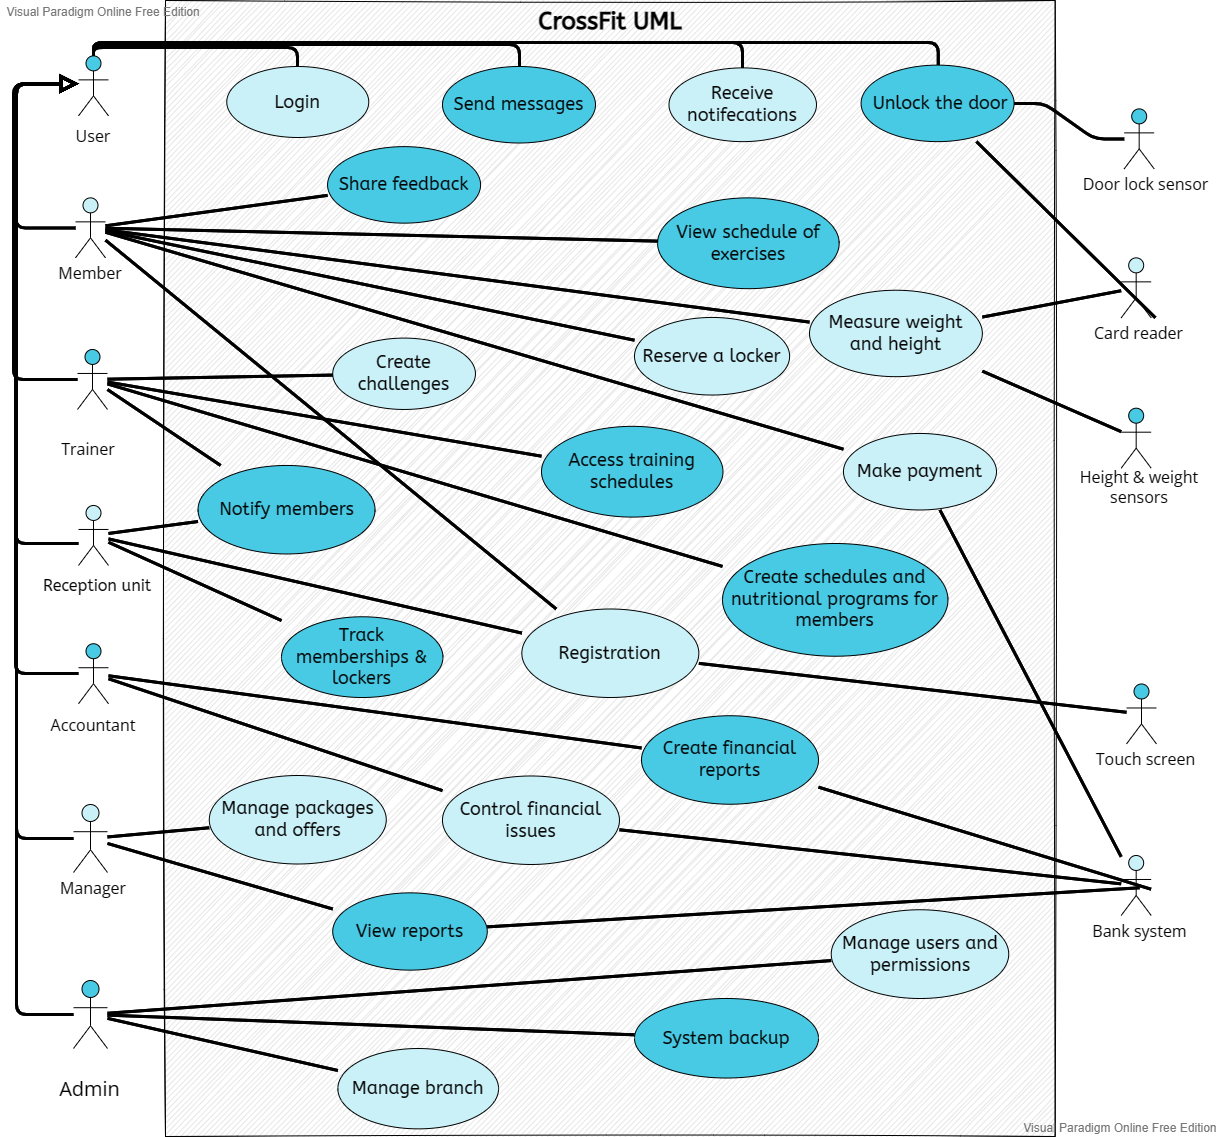 Visual Paradigm Online Free Edition
CrossFit UML
User
Login
Send messages
Receive
notifecations
Unlock the door
Door lock sensor
Share feedback
Member
View schedule of
exercises
Measure weight
and height
Card reader
Reserve a locker
Create
challenges
Trainer
Access training
schedules
Make payment
Height & weight
sensors
Notify members
Reception unit
Create schedules and
nutritional programs for
members
Track
memberships &
lockers
Registration
Accountant
Create financial
reports
Touch screen
Manage packages
and offers
Control financial
issues
Manager
View reports
Bank system
Manage users and
permissions
System backup
Manage branch
Admin
Visual Paradigm Online Free Edition